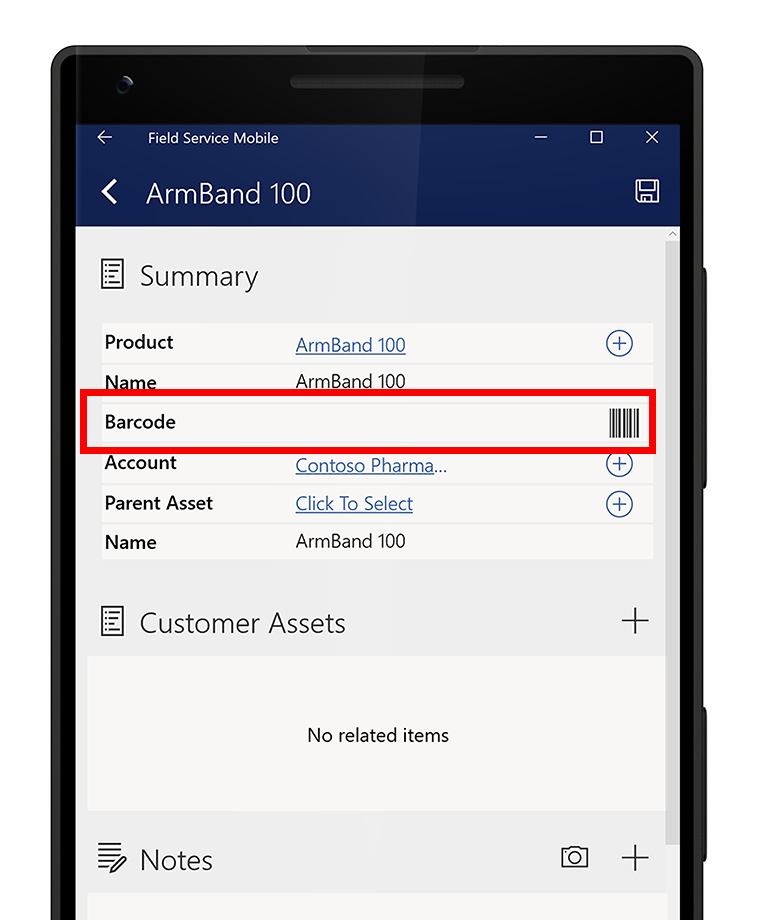 Field Service Mobile
ArmBand 100
Summary
Product ArmBand 100
Name ArmBand 100
Barcode
Account Contoso Pharma...
Parent Asset Click To Select
Name ArmBand 100
Customer Assets
No related items
Notes